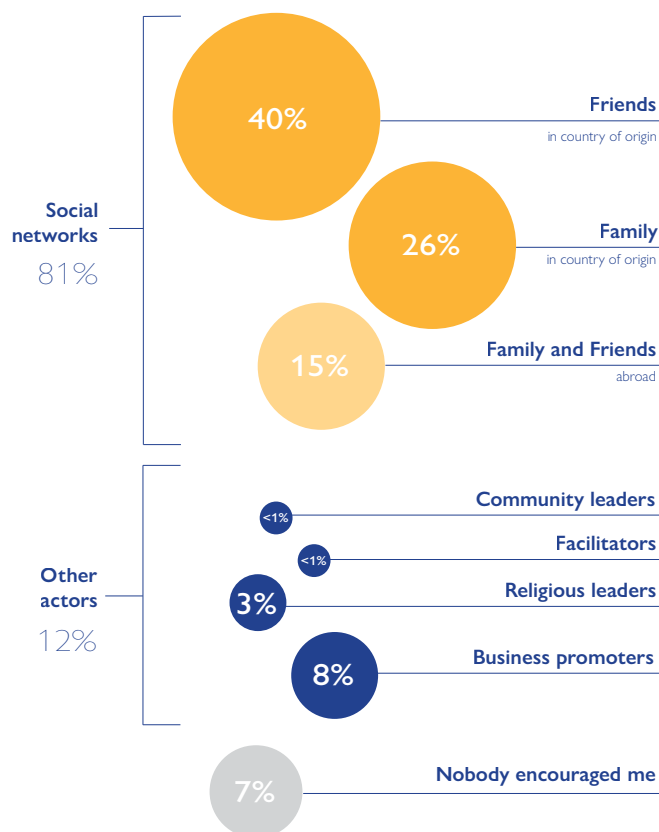 40%
Friends
in country of origin
Social
networks
81%
26%
Family
in country of origin
15%
Family and Friends
abroad
Other
actors
12%
<1%
Community leaders
<1%
Facilitators
3%
Religious leaders
8%
Business promoters
7%
Nobody encouraged me